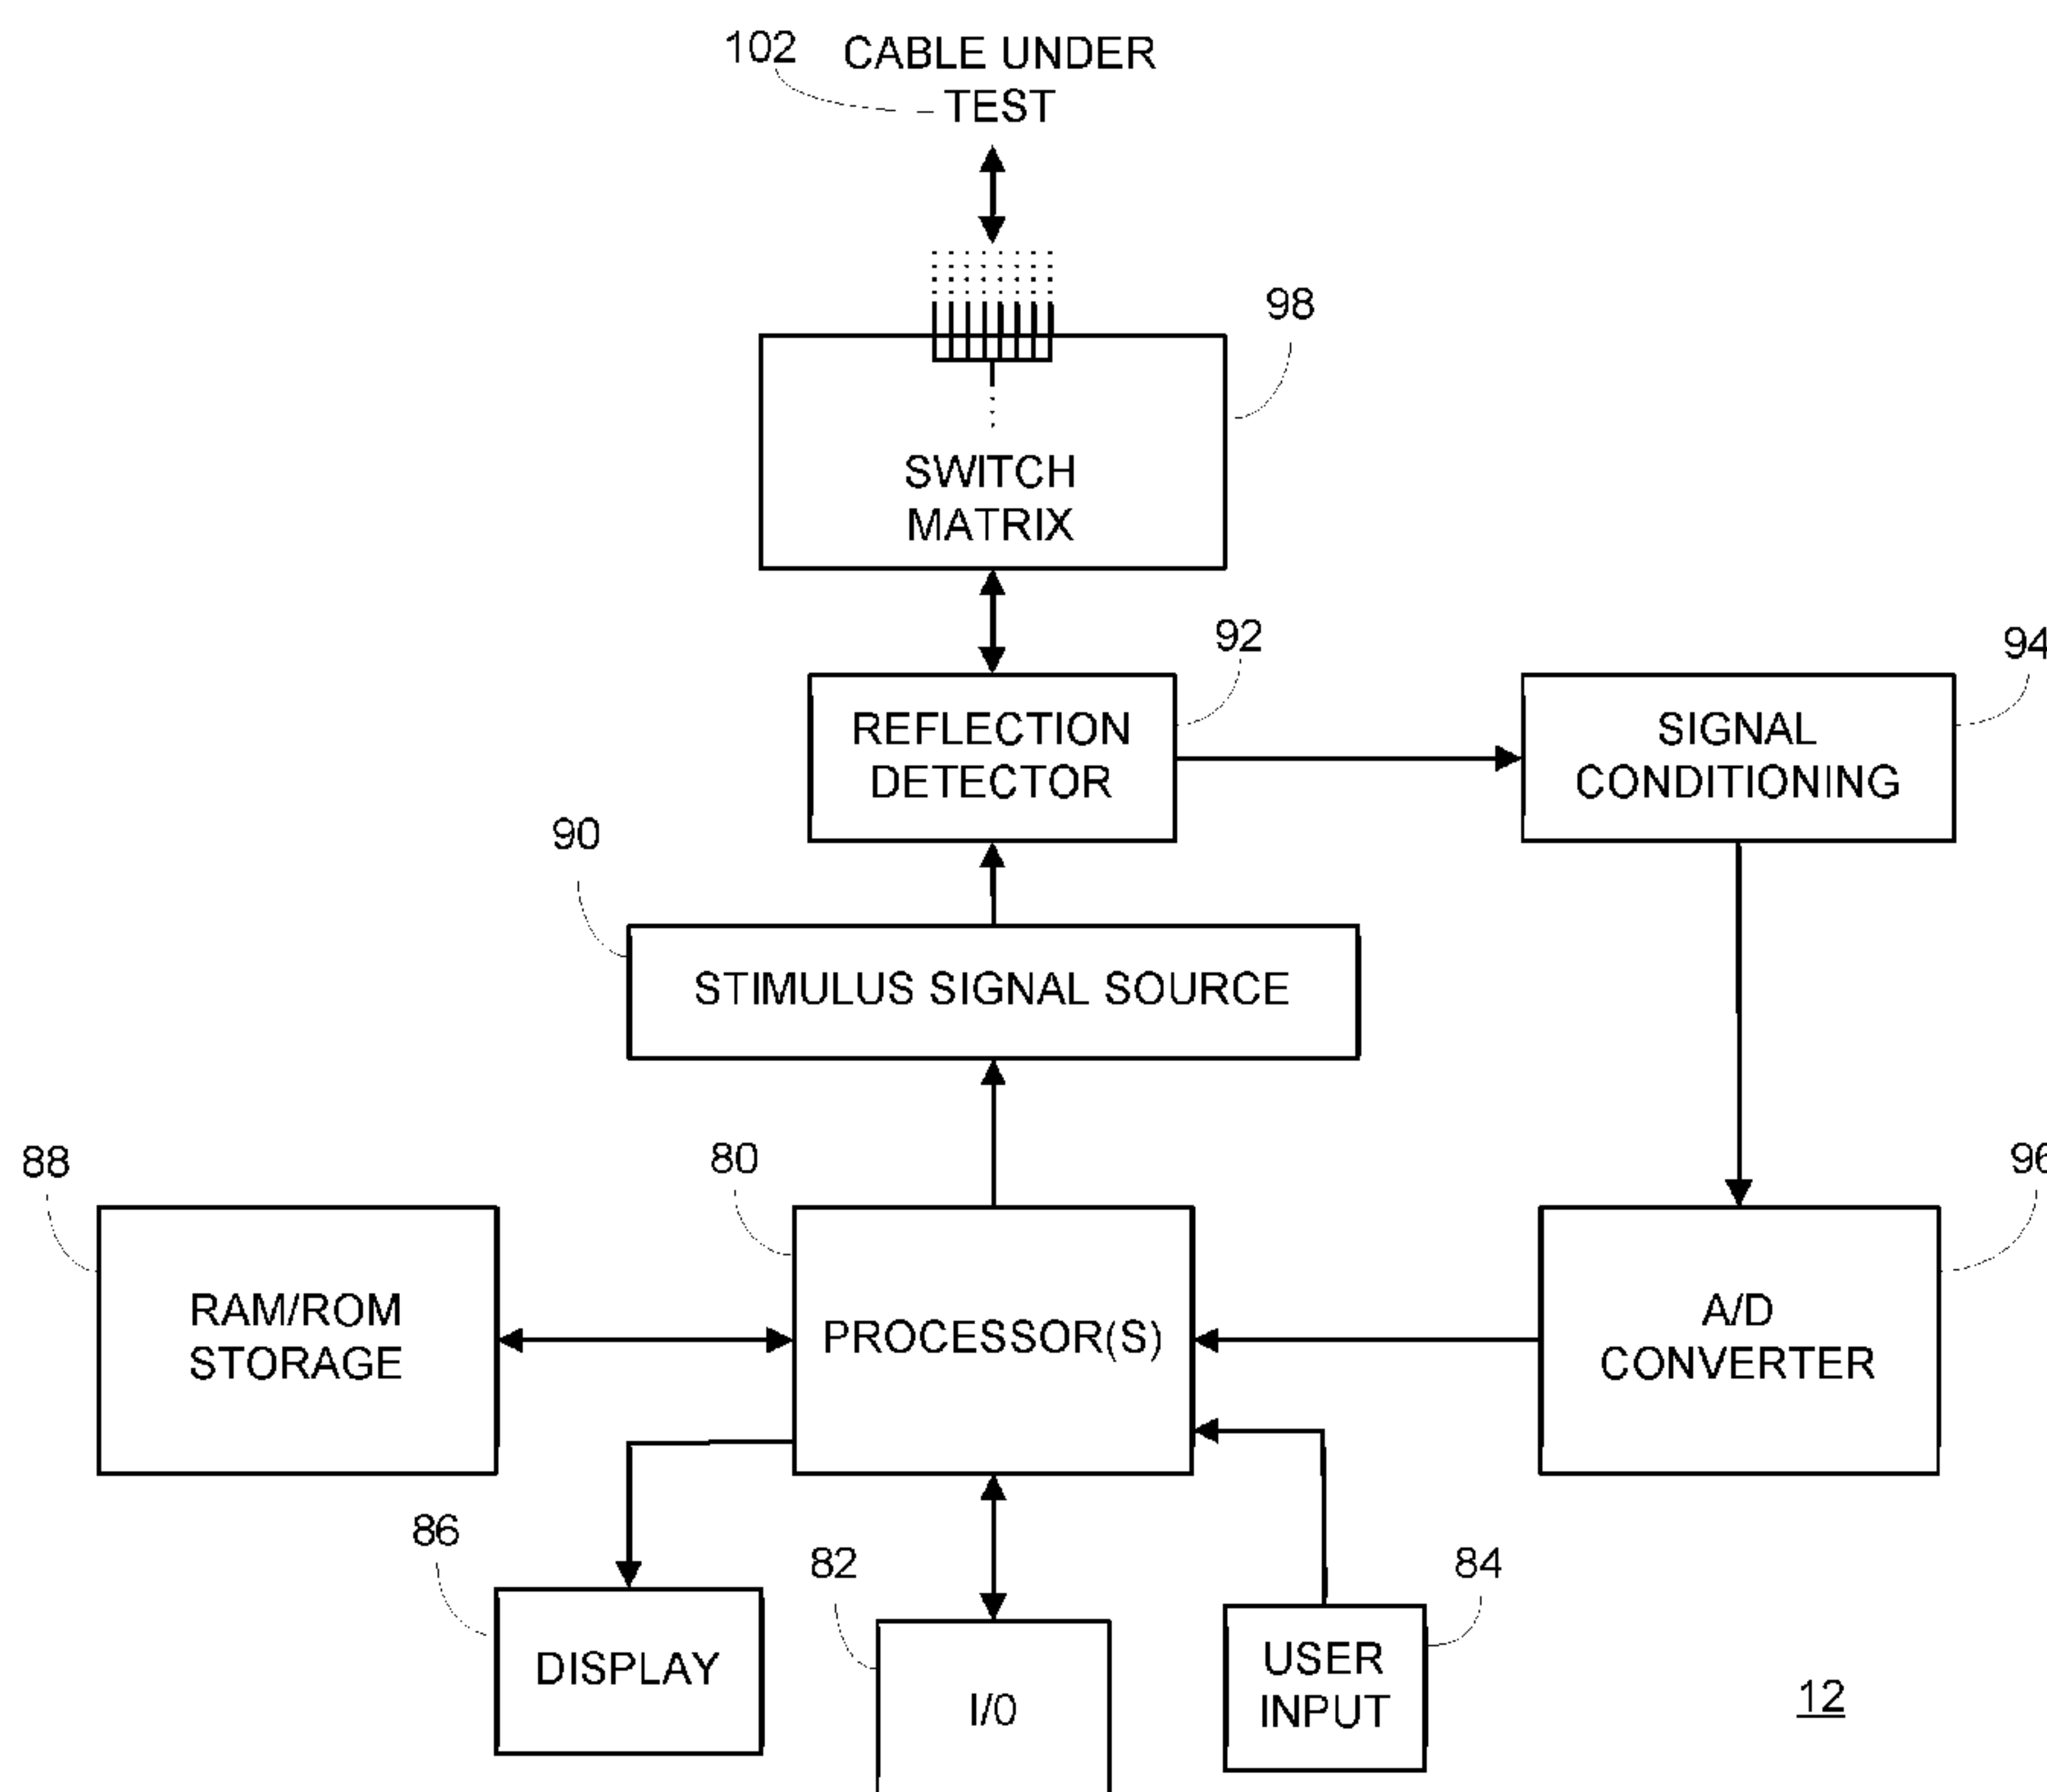 102 CABLE UNDER
TEST
98
SWITCH
MATRIX
92
94
REFLECTION
DETECTOR
SIGNAL
CONDITIONING
90
STIMULUS SIGNAL SOURCE
88
80
96
RAM/ROM
STORAGE
PROCESSOR(S)
A/D
CONVERTER
86
82
84
DISPLAY
I/0
USER
INPUT
12